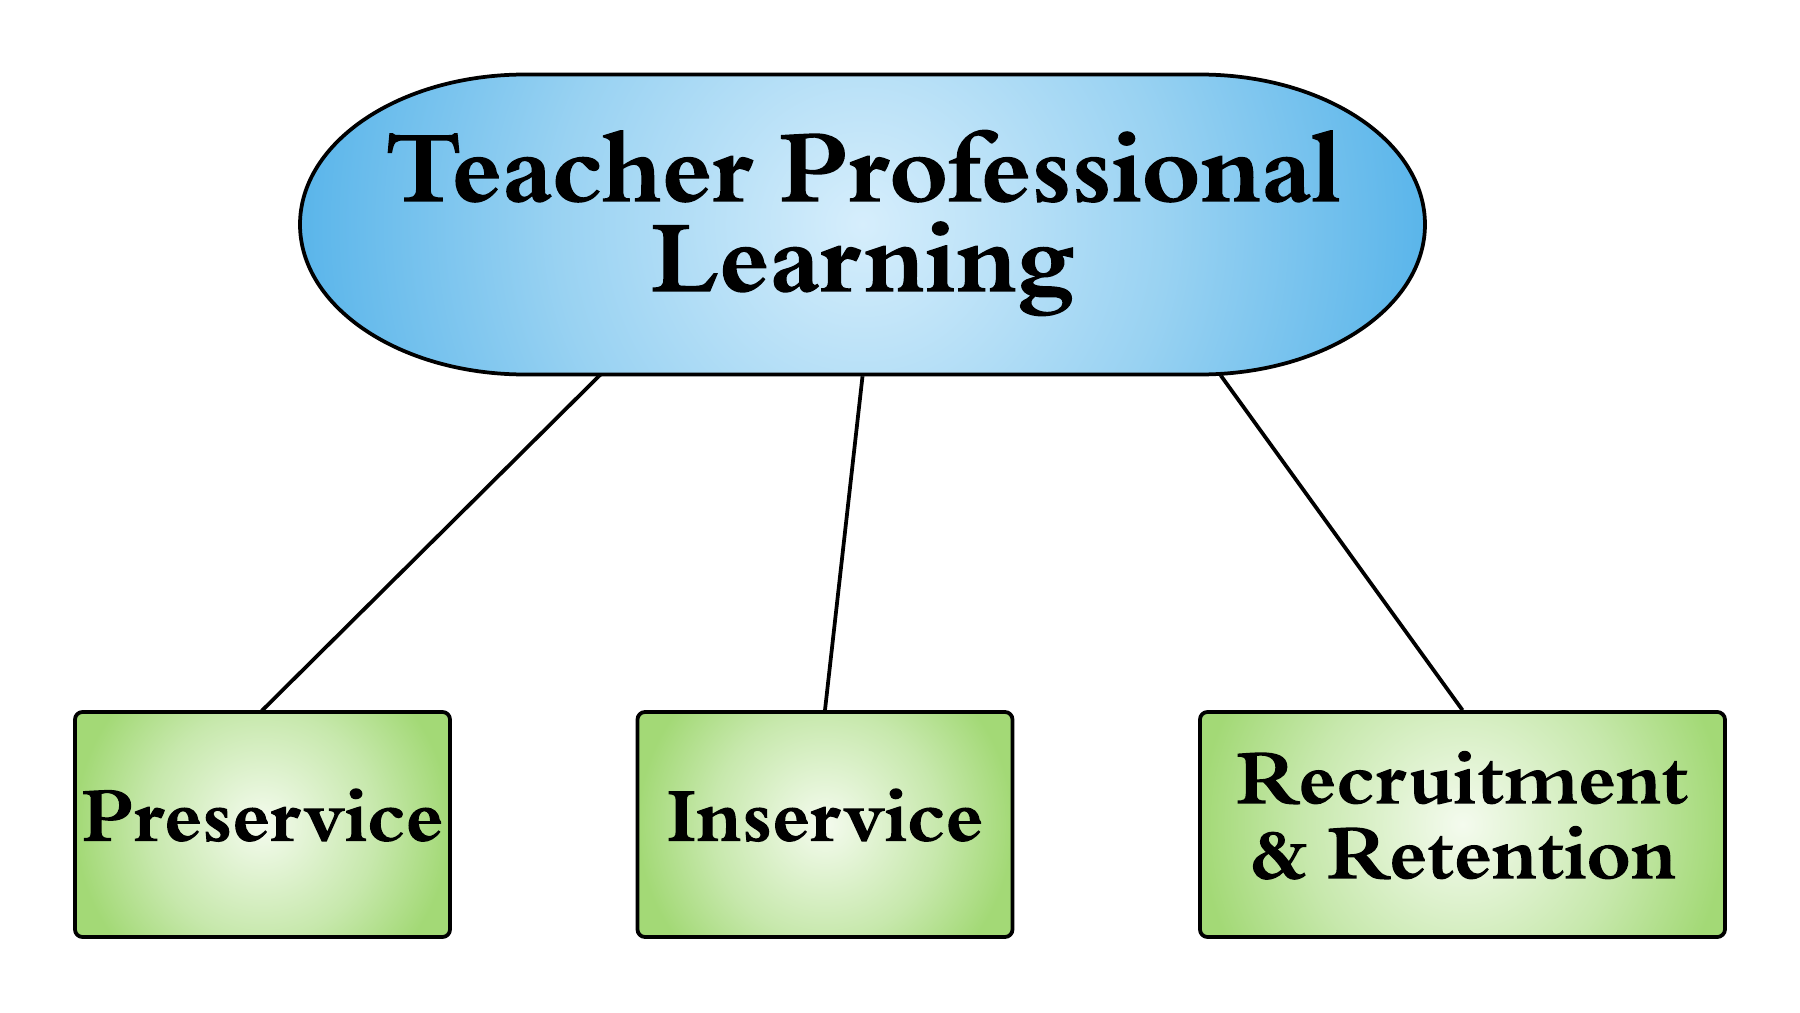 Teacher Professional
Learning
Preservice
Inservice
Recruitment
& Retention